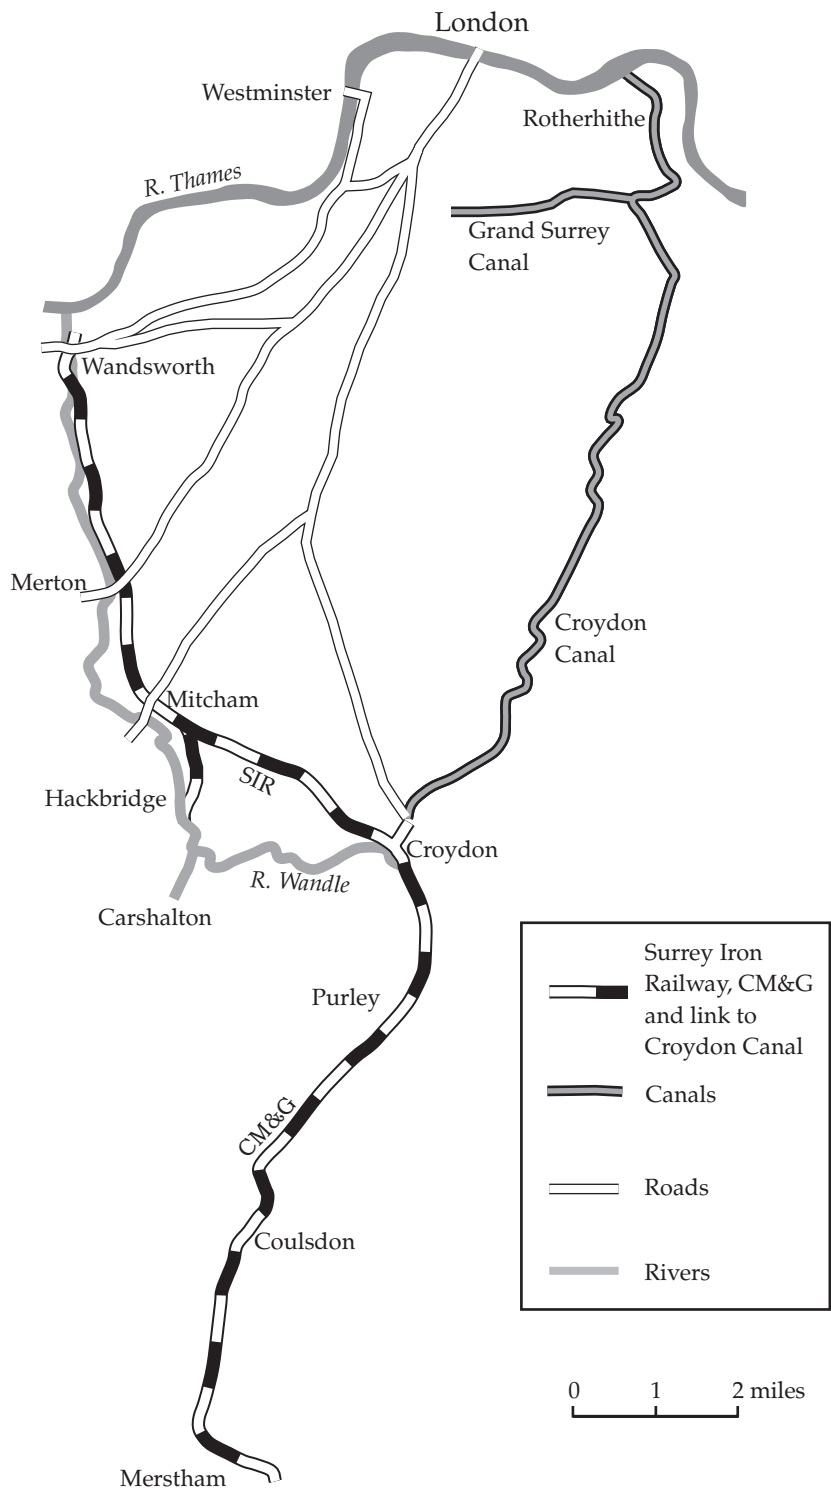 London
Westminster
Rotherhithe
R. Thames
Grand Surrey
Canal
Wandsworth
Merton
Croydon
Canal
Mitcham
SIR
Hackbridge
Croydon
R. Wandle
Carshalton
Surrey Iron
Railway, CM&G
and link to
Croydon Canal
Purley
Canals
CM&G
Roads
Coulsdon
Rivers
0 1 2 miles
Merstham